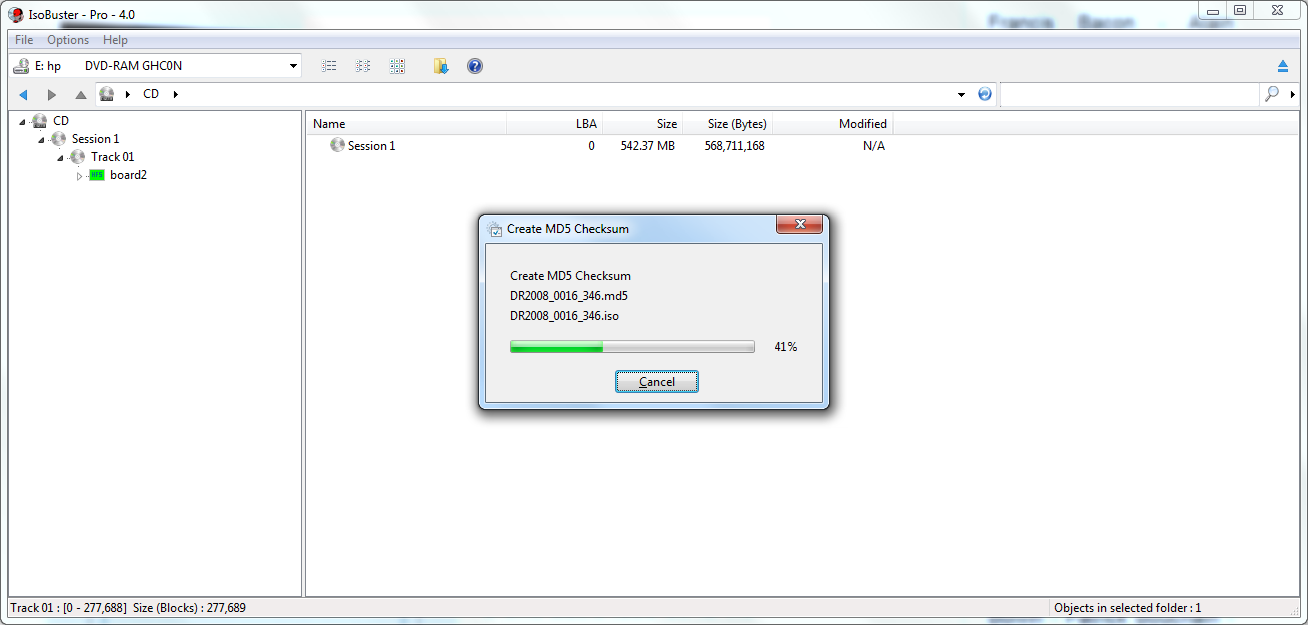 IsoBuster - Pro - 4.0
Francis Bacon
File Options Help
E: hp DVD-RAM GHC0N
CD
CD
Session 1
Track 01
HFS board2
Name LBA Size Size (Bytes) Modified
Session 1 0 542.37 MB 568,711,168 N/A
Create MD5 Checksum
Create MD5 Checksum
DR2008_0016_346.md5
DR2008_0016_346.iso
41%
Cancel
Track 01 : [0 - 277,688] Size (Blocks) : 277,689
Objects in selected folder : 1